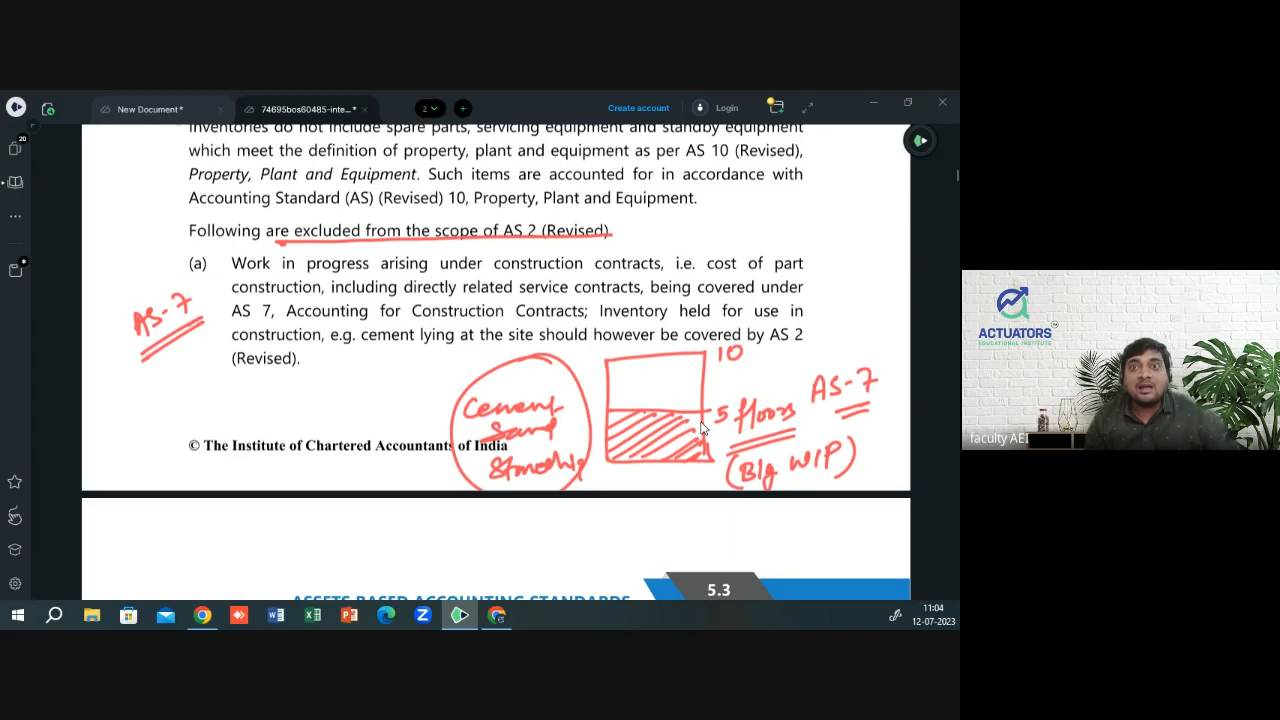 New Document*
74695bos60485-inte... *
2
Create account
Login
20
Inventories do not include spare parts, servicing equipment and standby equipment
which meet the definition of property, plant and equipment as per AS 10 (Revised),
Property, Plant and Equipment. Such items are accounted for in accordance with
Accounting Standard (AS) (Revised) 10, Property, Plant and Equipment.
Following are excluded from the scope of AS 2 (Revised).
(a) Work in progress arising under construction contracts, i.e. cost of part
construction, including directly related service contracts, being covered under
AS 7, Accounting for Construction Contracts; Inventory held for use in
construction, e.g. cement lying at the site should however be covered by AS 2
(Revised).
AS-7
10
AS-7
Cement
Sand
5 floors
(Blg WIP)
© The Institute of Chartered Accountants of India
ASSETS BASED ACCOUNTING STANDARDS
5.3
ACTUATORS
EDUCATIONAL INSTITUTE
faculty AEI
11:04
12-07-2023